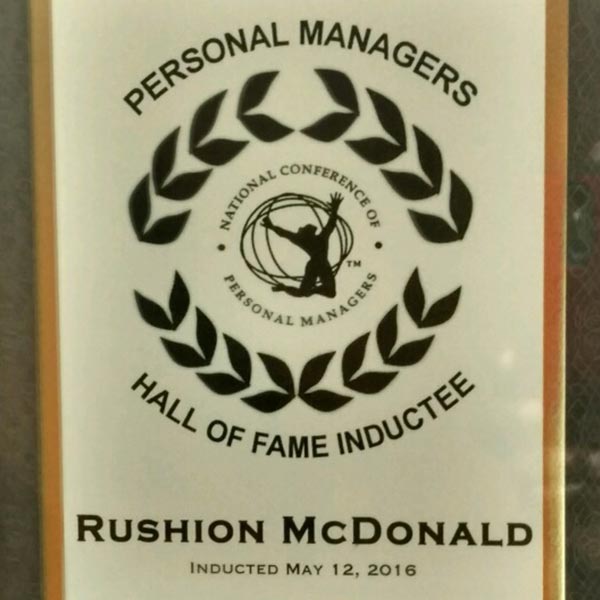 PERSONAL MANAGERS
NATIONAL CONFERENCE OF
TM
PERSONAL MANAGERS
HALL OF FAME INDUCTEE
RUSHION MCDONALD
INDUCTED MAY 12, 2016